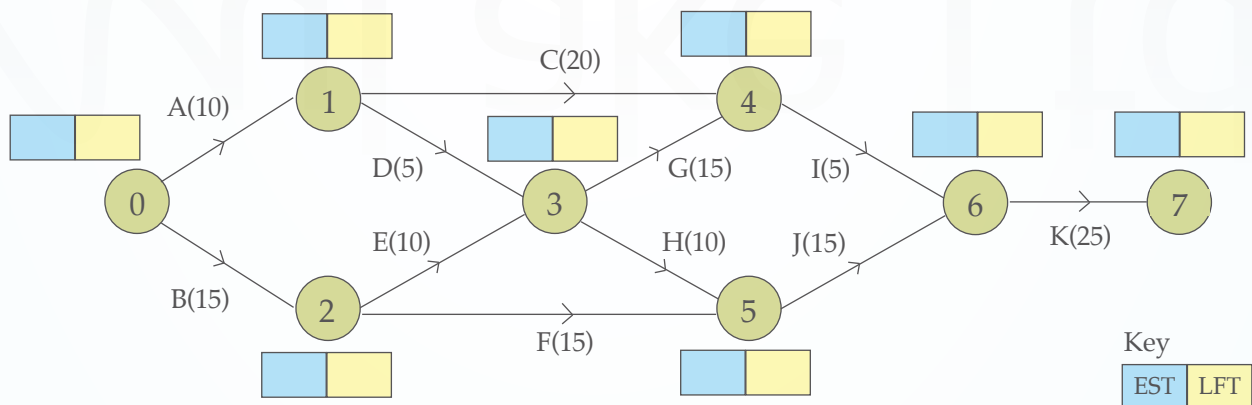 C(20)
1
4
A(10)
D(5)
G(15)
I(5)
0
3
6
7
K(25)
E(10)
H(10)
J(15)
B(15)
2
5
F(15)
Key
EST LFT